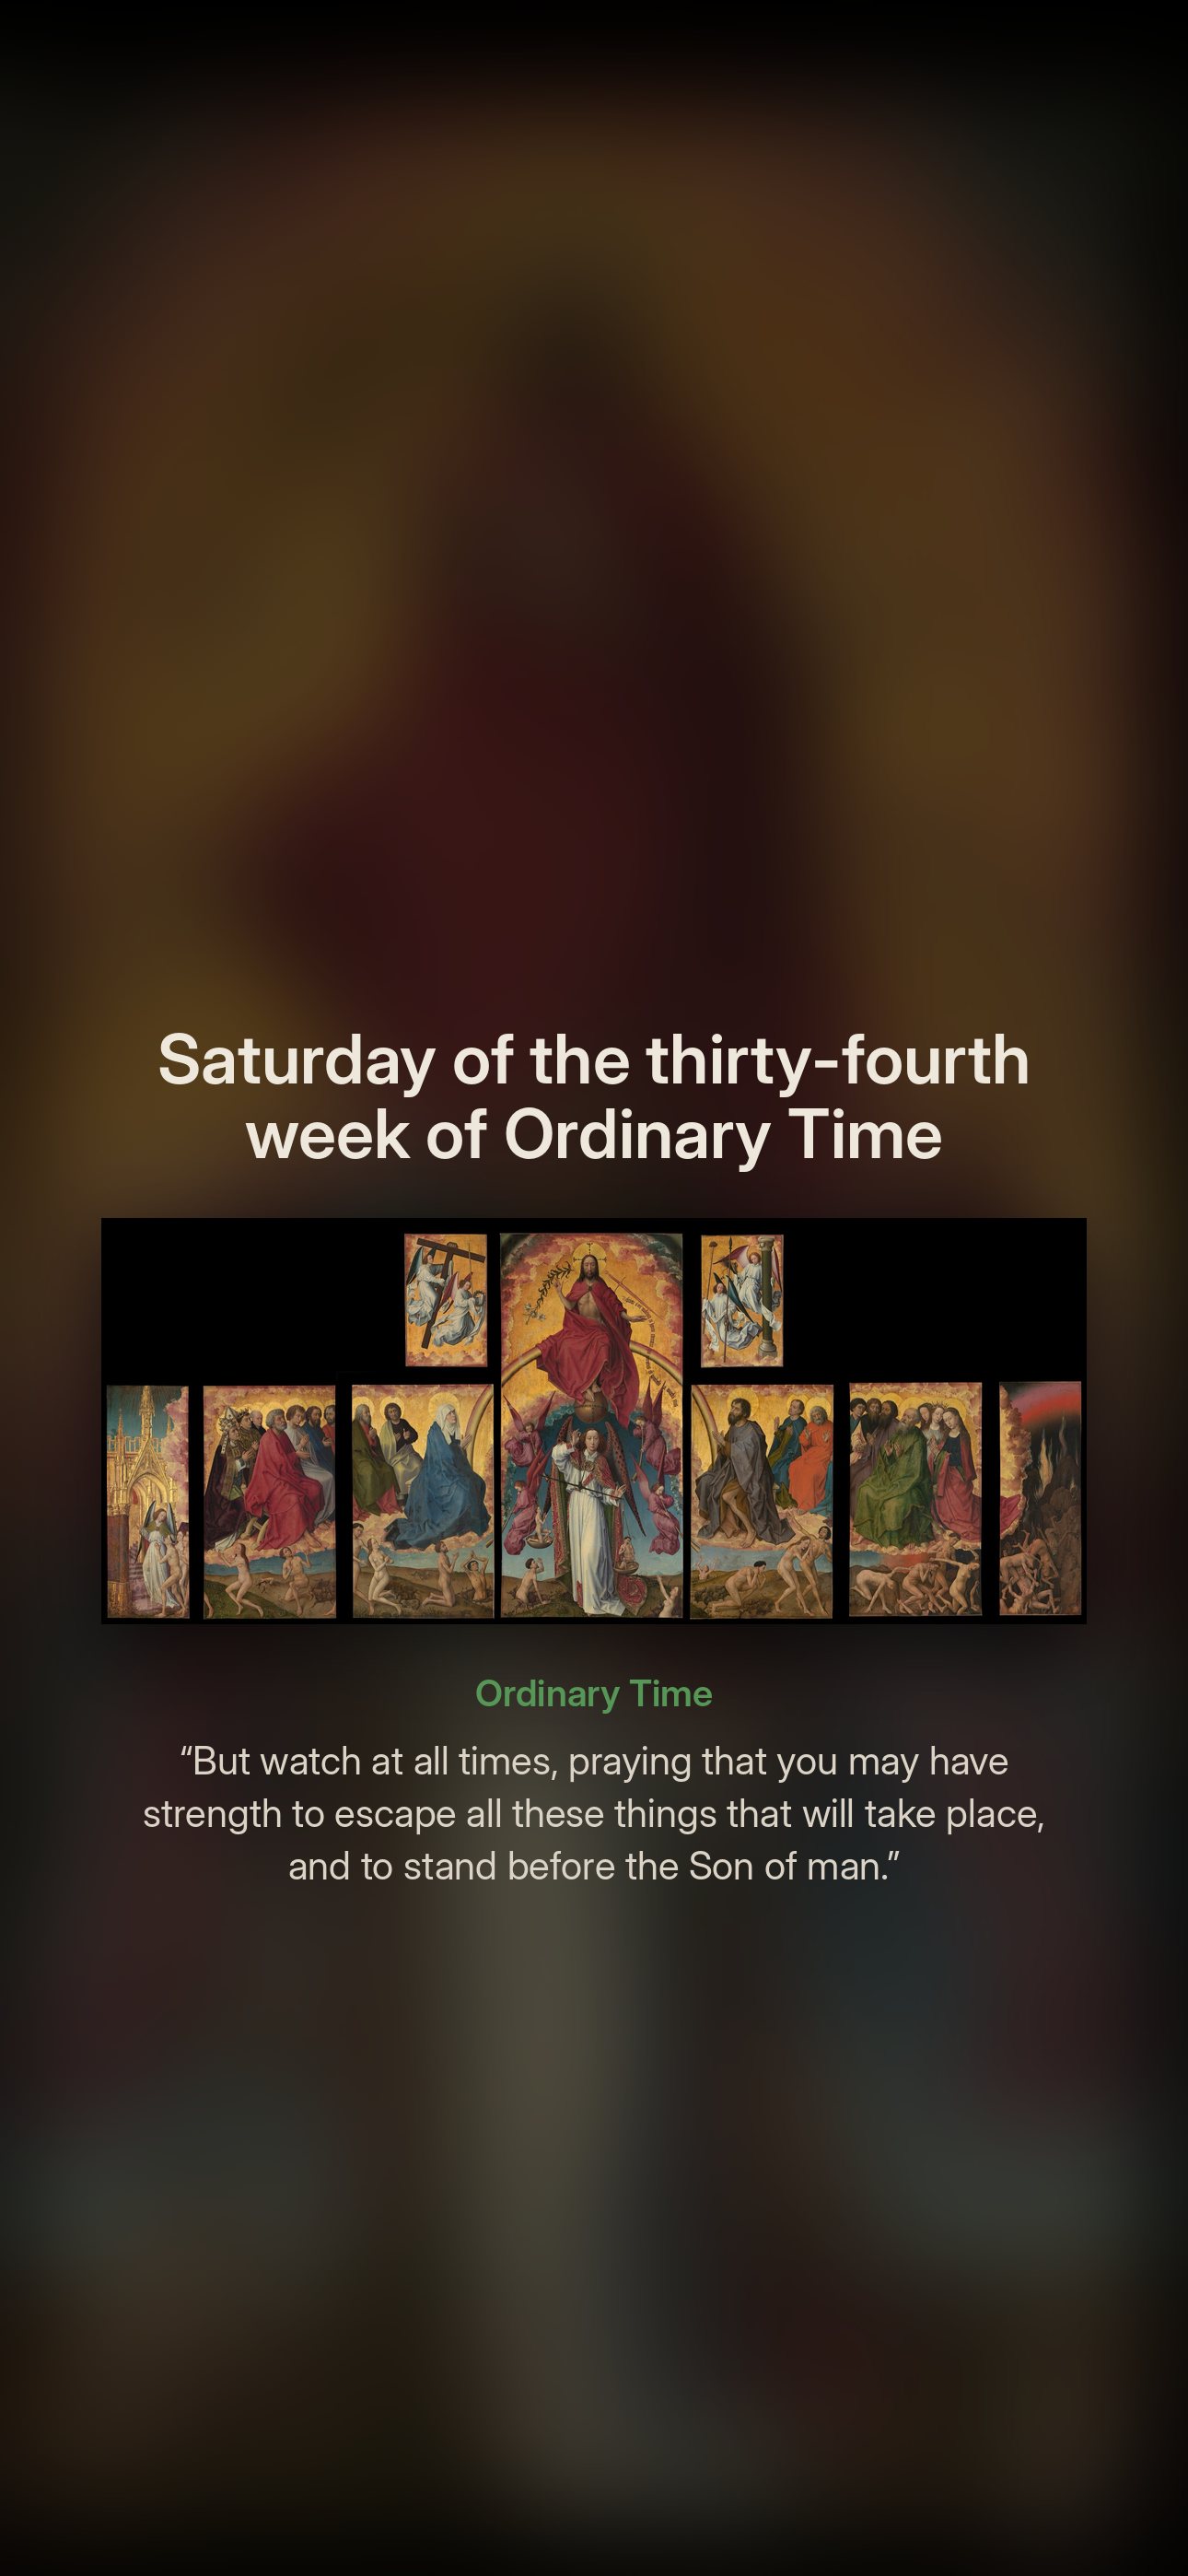 Saturday of the thirty-fourth
week of Ordinary Time
Ordinary Time
“But watch at all times, praying that you may have
strength to escape all these things that will take place,
and to stand before the Son of man.”